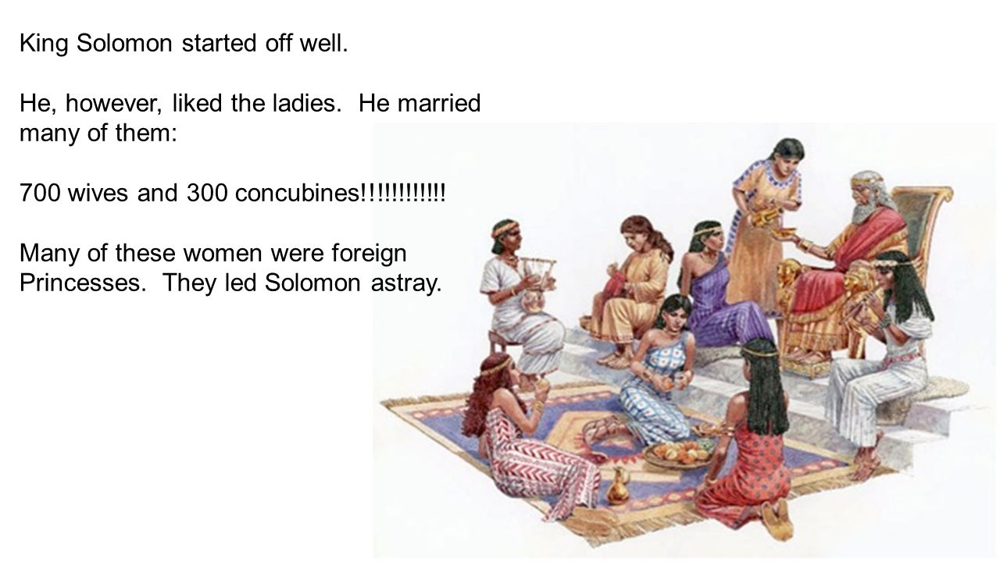 King Solomon started off well.
He, however, liked the ladies.  He married
many of them:
700 wives and 300 concubines!!!!!!!!!!!!
Many of these women were foreign
Princesses.  They led Solomon astray.